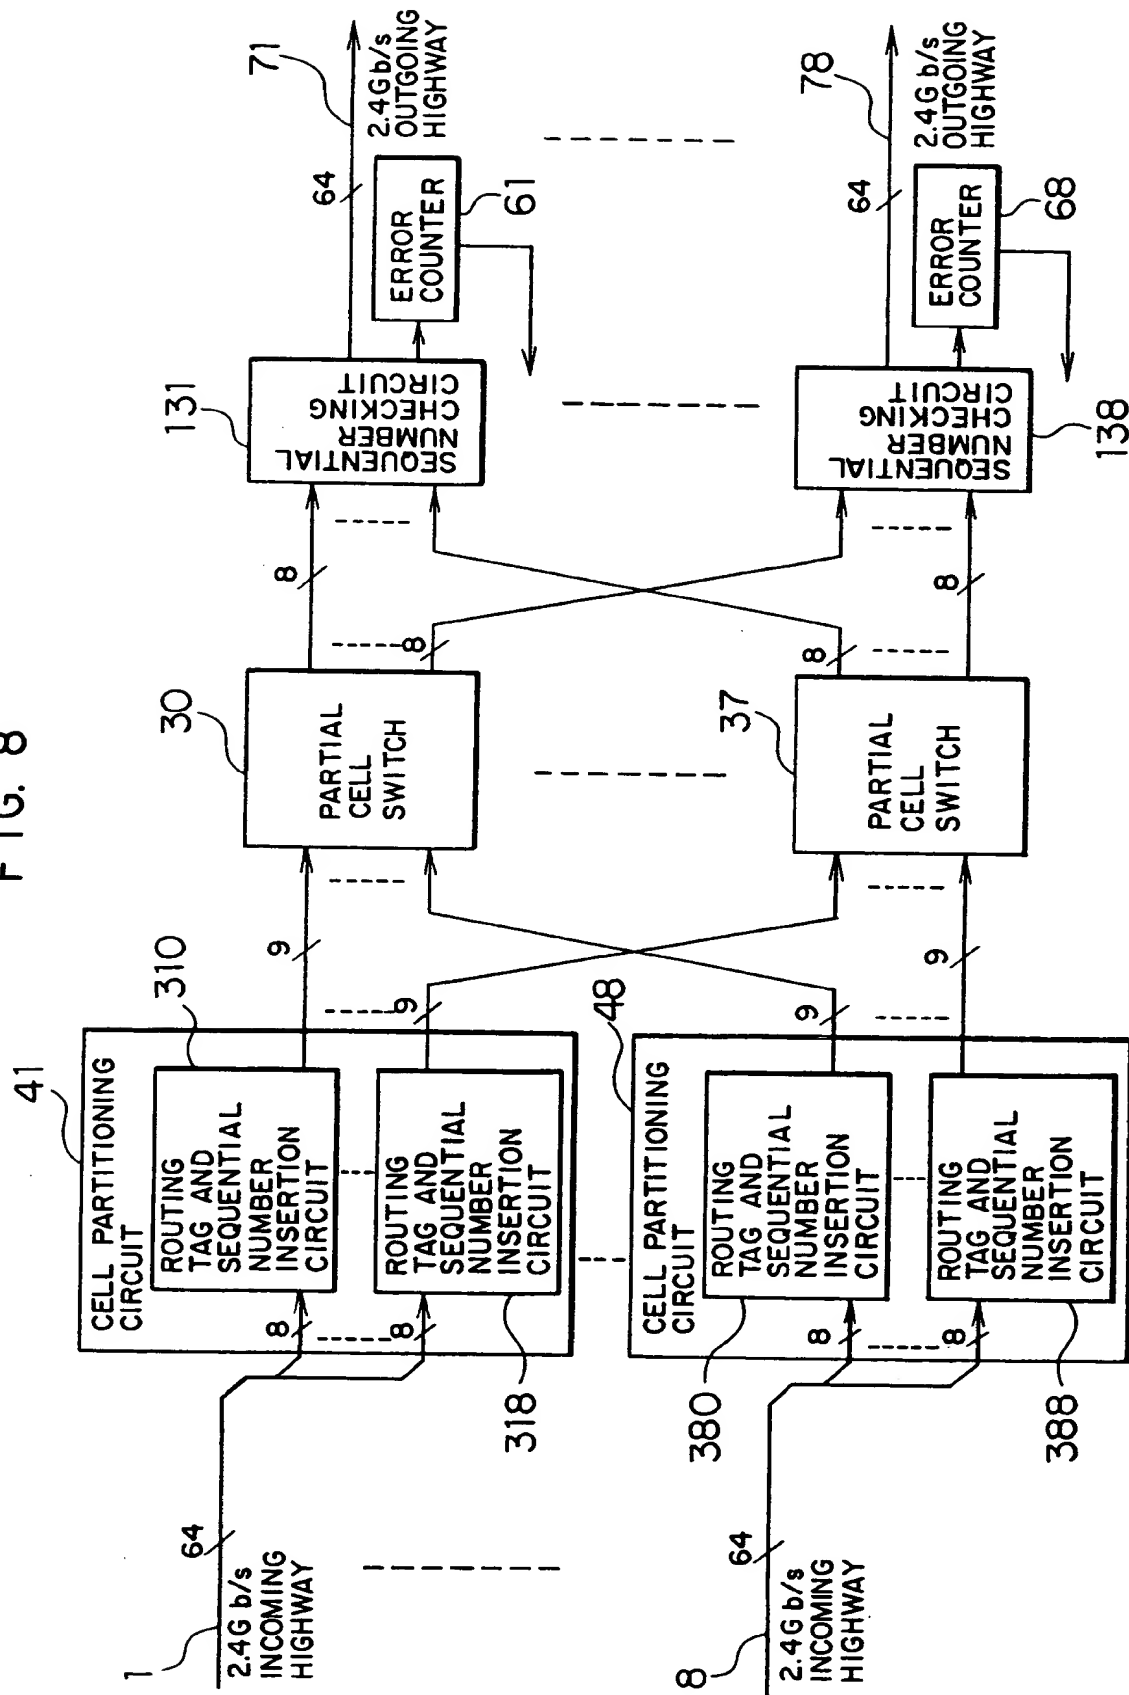 FIG. 8
1
2.4G b/s
INCOMING
HIGHWAY
64
41
CELL PARTITIONING
CIRCUIT
310
ROUTING
TAG AND
SEQUENTIAL
NUMBER
INSERTION
CIRCUIT
8
8
ROUTING
TAG AND
SEQUENTIAL
NUMBER
INSERTION
CIRCUIT
318
9
9
30
PARTIAL
CELL
SWITCH
8
8
131
SEQUENTIAL
NUMBER
CHECKING
CIRCUIT
64
71
2.4G b/s
OUTGOING
HIGHWAY
ERROR
COUNTER
61
8
2.4G b/s
INCOMING
HIGHWAY
64
48
CELL PARTITIONING
CIRCUIT
380
ROUTING
TAG AND
SEQUENTIAL
NUMBER
INSERTION
CIRCUIT
8
8
ROUTING
TAG AND
SEQUENTIAL
NUMBER
INSERTION
CIRCUIT
388
9
9
37
PARTIAL
CELL
SWITCH
8
8
138
SEQUENTIAL
NUMBER
CHECKING
CIRCUIT
64
78
2.4G b/s
OUTGOING
HIGHWAY
ERROR
COUNTER
68